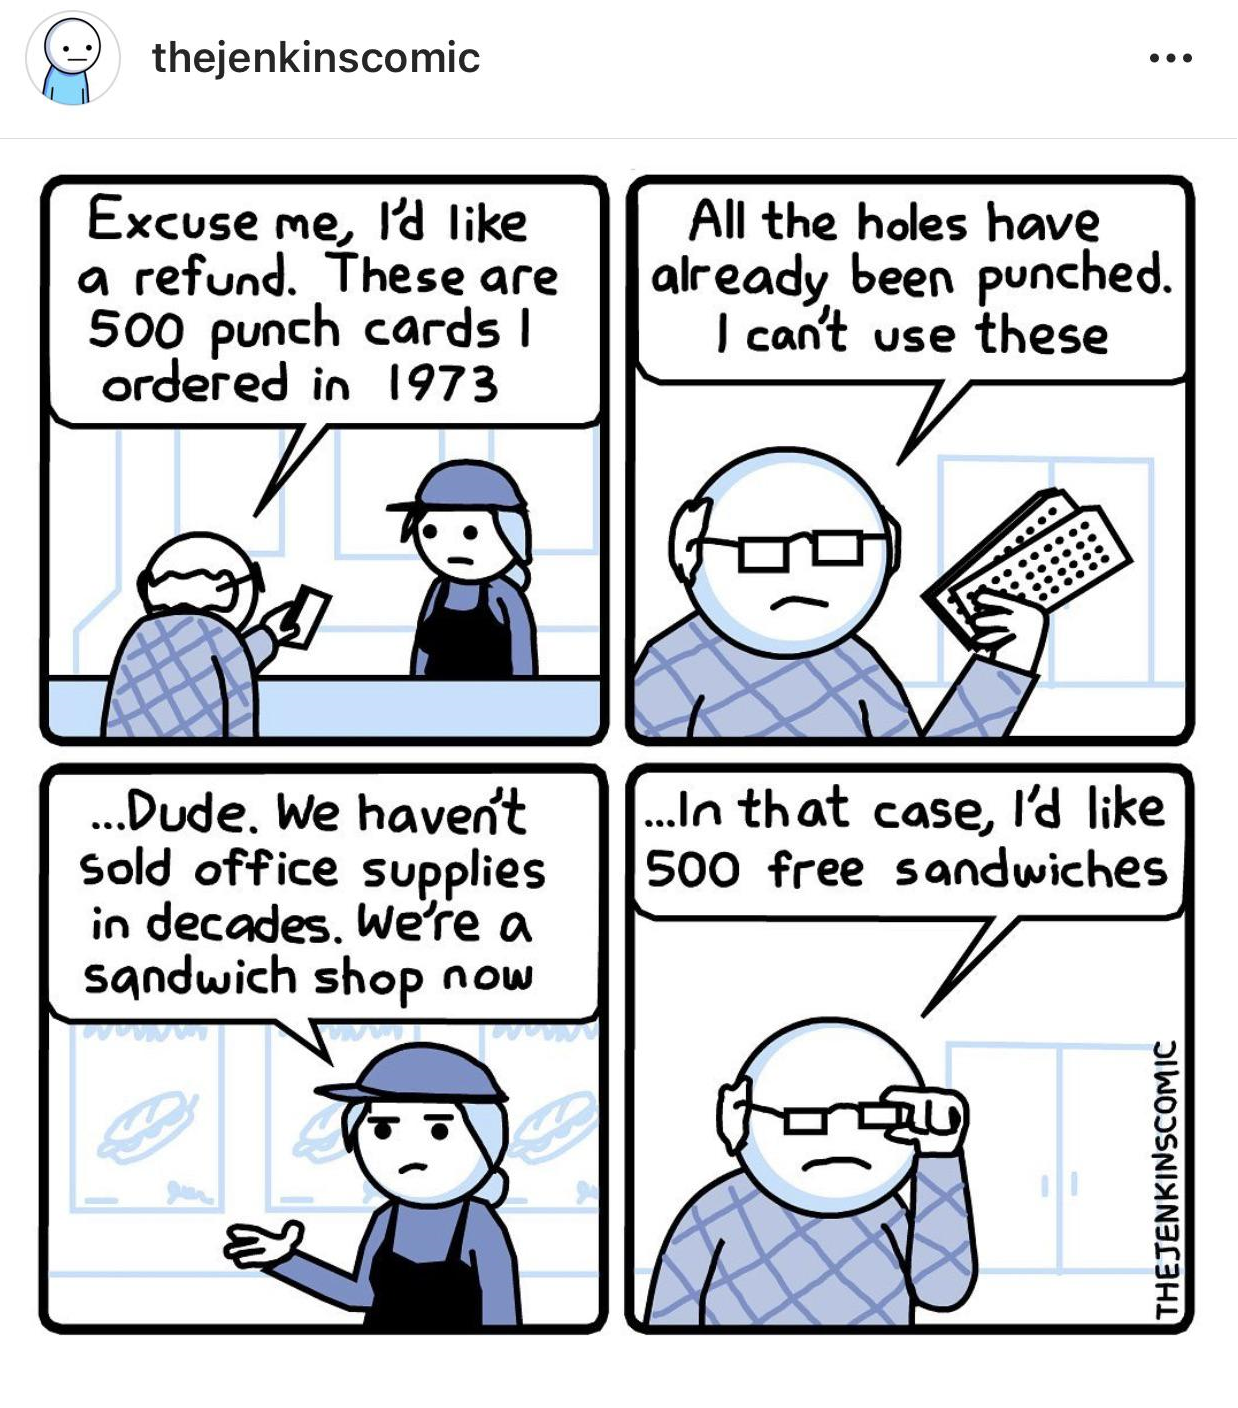 thejenkinscomic
Excuse me, I'd like
a refund. These are
500 punch cards I
ordered in 1973
All the holes have
already been punched.
I can't use these
...Dude. We haven't
sold office supplies
in decades. We're a
sandwich shop now
...In that case, I'd like
500 free sandwiches
THEJENKINSCOMIC